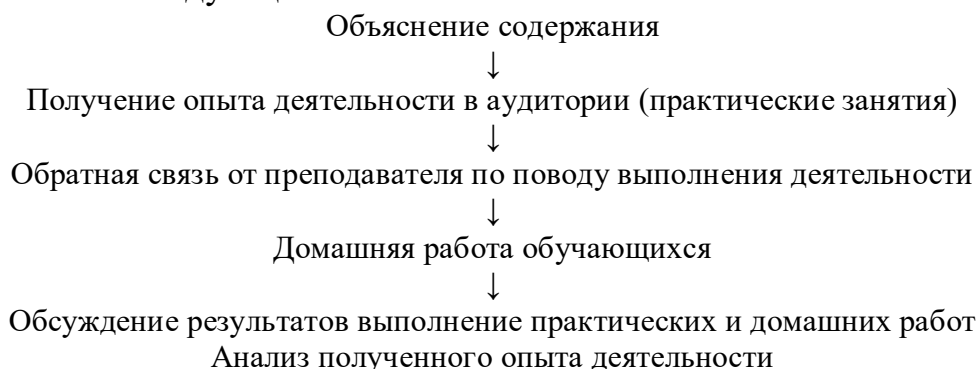 Объяснение содержания
↓
Получение опыта деятельности в аудитории (практические занятия)
↓
Обратная связь от преподавателя по поводу выполнения деятельности
↓
Домашняя работа обучающихся
↓
Обсуждение результатов выполнение практических и домашних работ
Анализ полученного опыта деятельности